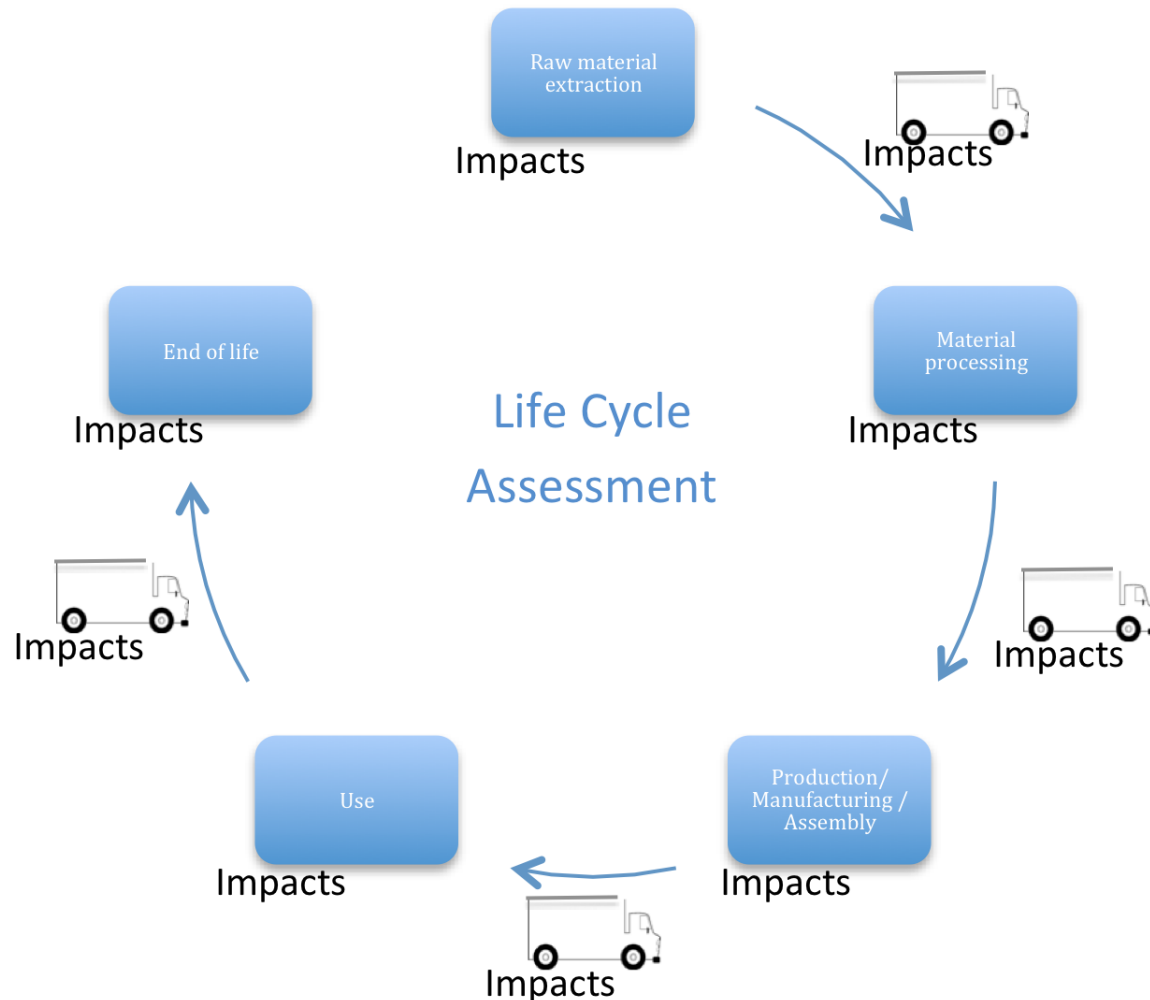 Raw material
extraction
Impacts
Impacts
Material
processing
Impacts
Impacts
Production/
Manufacturing /
Assembly
Impacts
Impacts
Use
Impacts
Impacts
End of life
Impacts
Life Cycle
Assessment